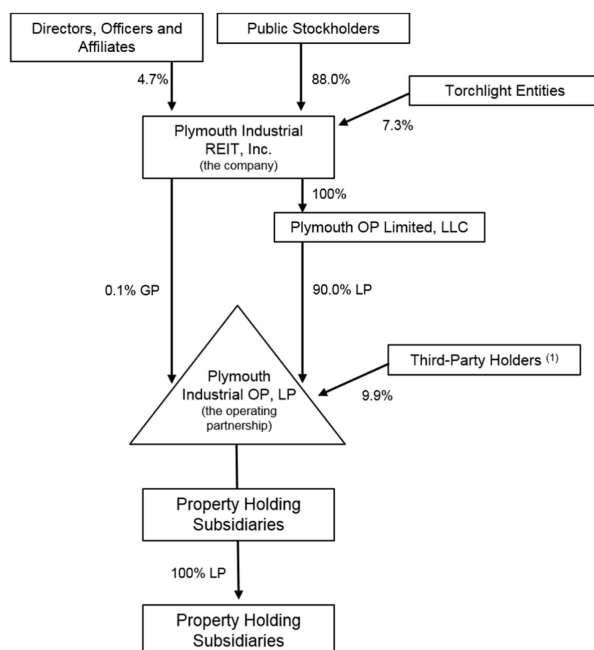 Directors, Officers and
Affiliates
Public Stockholders
4.7%
88.0%
Torchlight Entities
7.3%
Plymouth Industrial
REIT, Inc.
(the company)
100%
Plymouth OP Limited, LLC
0.1% GP
90.0% LP
Third-Party Holders (1)
9.9%
Plymouth
Industrial OP, LP
(the operating
partnership)
Property Holding
Subsidiaries
100% LP
Property Holding
Subsidiaries